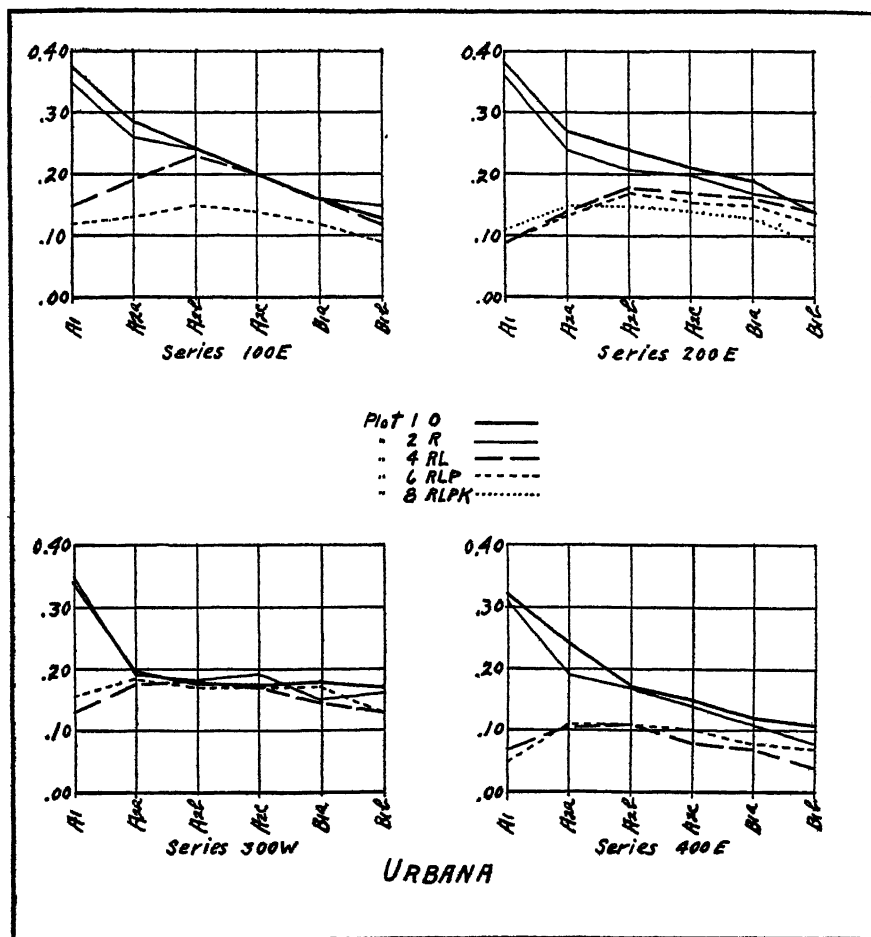 0.40
.30
.20
.10
.00
A1 A2a A2b A2c B1a B1b
Series 100E
0.40
.30
.20
.10
.00
A1 A2a A2b A2c B1a B1b
Series 200E
Plot 1 O
" 2 R
" 4 RL
" 6 RLP
" 8 RLPK
0.40
.30
.20
.10
.00
A1 A2a A2b A2c B1a B1b
Series 300W
0.40
.30
.20
.10
.00
A1 A2a A2b A2c B1a B1b
Series 400E
URBANA